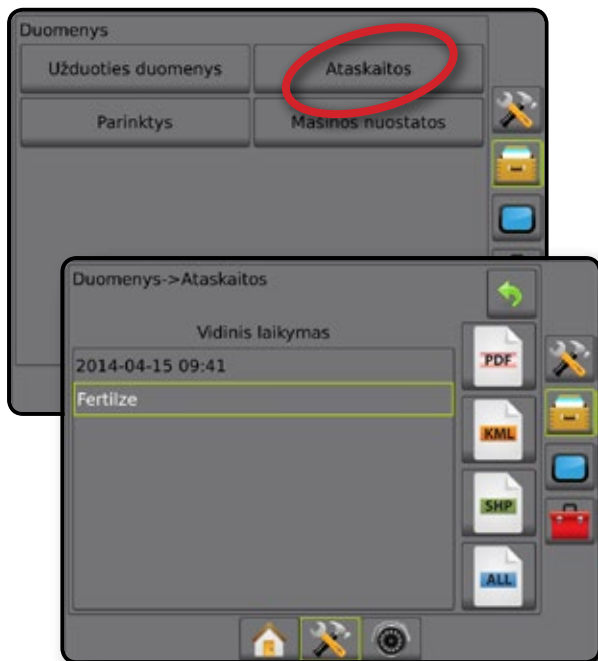 Duomenys
Užduoties duomenys
Ataskaitos
Parinktys
Mašinos nuostatos
Duomenys->Ataskaitos
Vidinis laikymas
2014-04-15 09:41
Fertilze
PDF
KML
SHP
ALL